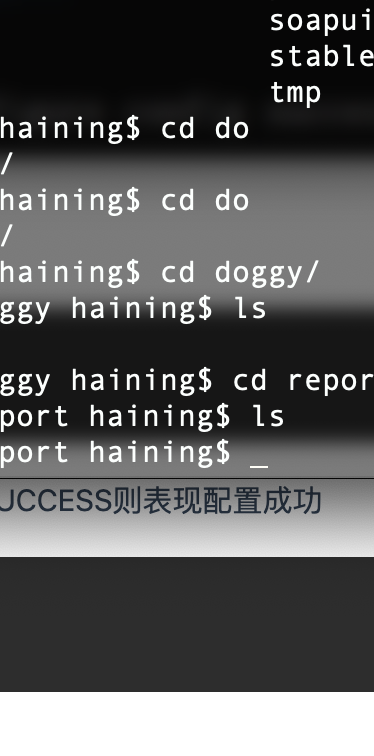 soapui
stable
tmp
haining$ cd do
/
haining$ cd do
/
haining$ cd doggy/
ggy haining$ ls
ggy haining$ cd repor
port haining$ ls
port haining$ _
UCCESS则表现配置成功